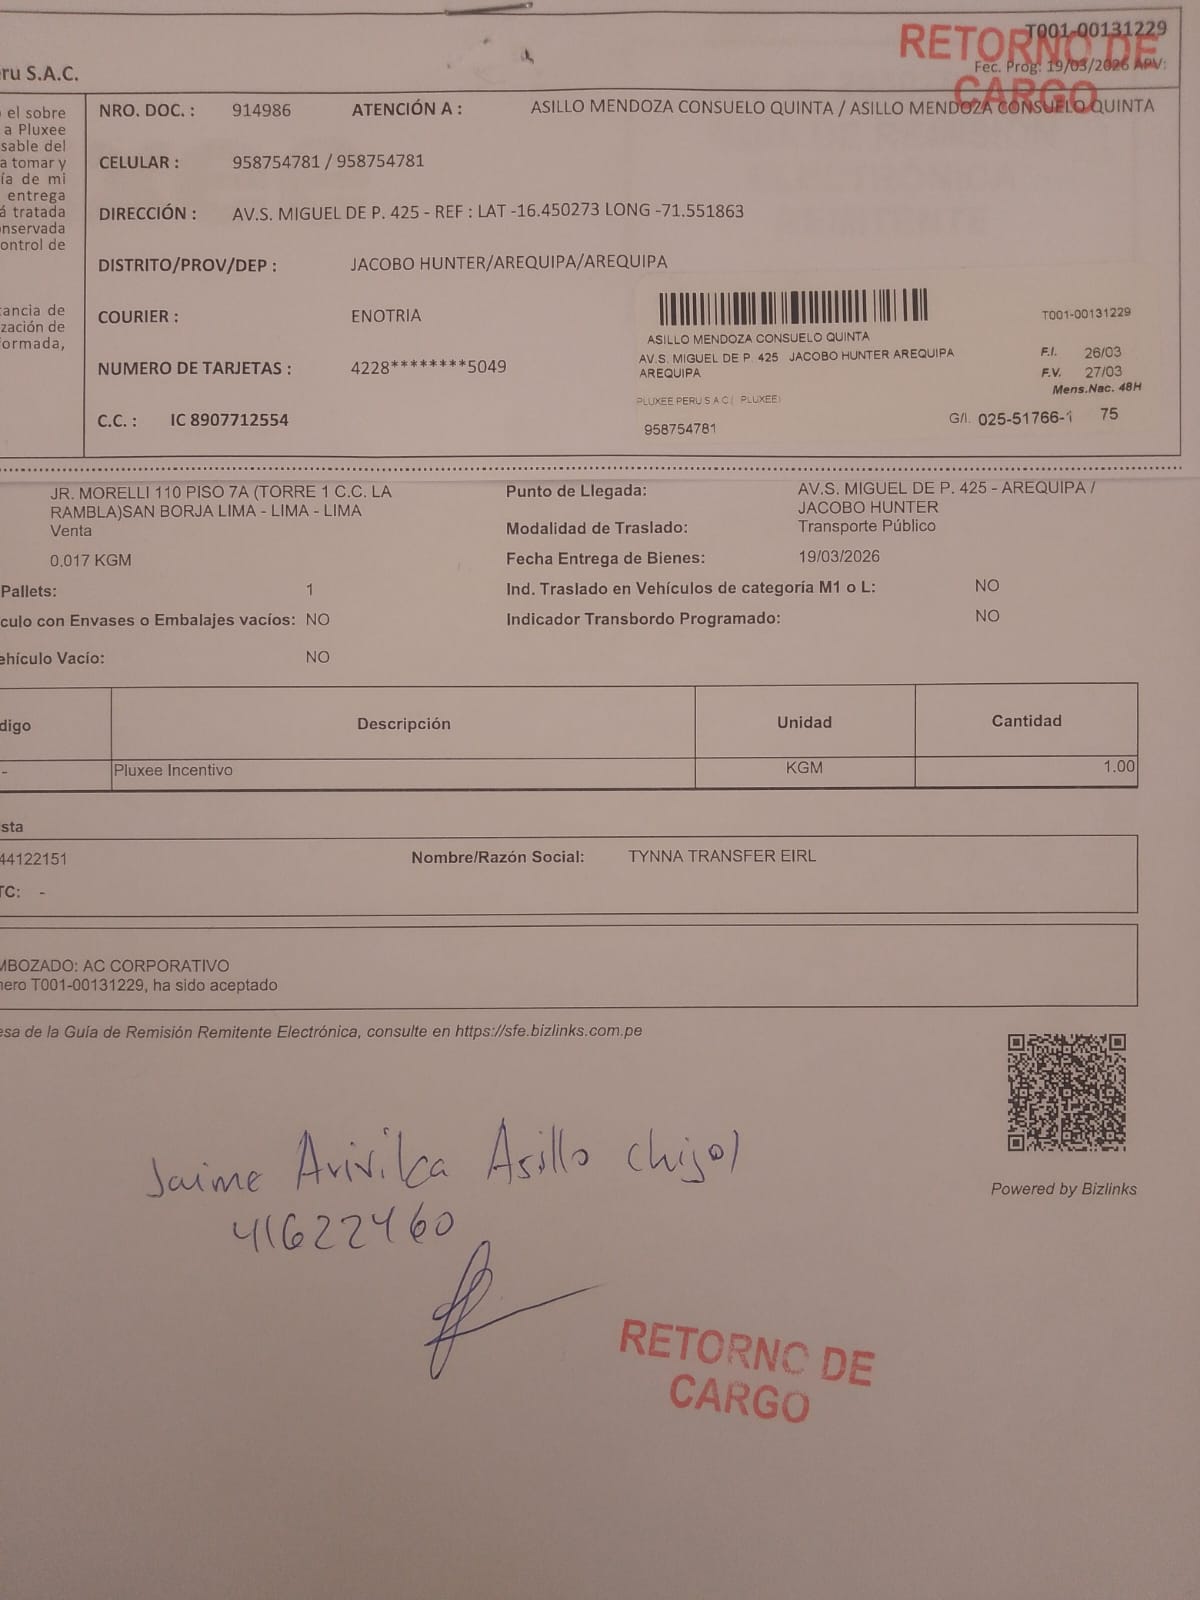 T001-00131229
RETORNO DE CARGO
Fec. Prog: 19/03/2026 APV:
ru S.A.C.
el sobre
a Pluxee
sable del
a tomar y
ía de mi
entrega
á tratada
nservada
ontrol de
tancia de
zación de
formada,
NRO. DOC. : 914986 ATENCIÓN A : ASILLO MENDOZA CONSUELO QUINTA / ASILLO MENDOZA CONSUELO QUINTA
CELULAR : 958754781 / 958754781
DIRECCIÓN : AV.S. MIGUEL DE P. 425 - REF : LAT -16.450273 LONG -71.551863
DISTRITO/PROV/DEP : JACOBO HUNTER/AREQUIPA/AREQUIPA
COURIER : ENOTRIA
NUMERO DE TARJETAS : 4228********5049
C.C. : IC 8907712554
T001-00131229
ASILLO MENDOZA CONSUELO QUINTA
AV.S. MIGUEL DE P. 425 JACOBO HUNTER AREQUIPA
AREQUIPA
F.I. 26/03
F.V. 27/03
Mens.Nac. 48H
PLUXEE PERU S A C ( PLUXEE)
958754781
G/I. 025-51766-1 75
JR. MORELLI 110 PISO 7A (TORRE 1 C.C. LA
RAMBLA)SAN BORJA LIMA - LIMA - LIMA
Venta
0.017 KGM
Pallets: 1
culo con Envases o Embalajes vacíos: NO
ehículo Vacío: NO
Punto de Llegada: AV.S. MIGUEL DE P. 425 - AREQUIPA /
JACOBO HUNTER
Modalidad de Traslado: Transporte Público
Fecha Entrega de Bienes: 19/03/2026
Ind. Traslado en Vehículos de categoría M1 o L: NO
Indicador Transbordo Programado: NO
digo Descripción Unidad Cantidad
- Pluxee Incentivo KGM 1.00
sta
44122151 Nombre/Razón Social: TYNNA TRANSFER EIRL
TC: -
MBOZADO: AC CORPORATIVO
nero T001-00131229, ha sido aceptado
esa de la Guía de Remisión Remitente Electrónica, consulte en https://sfe.bizlinks.com.pe
Powered by Bizlinks
Jaime Arivilca Asillo (hijo)
41622460
RETORNO DE
CARGO